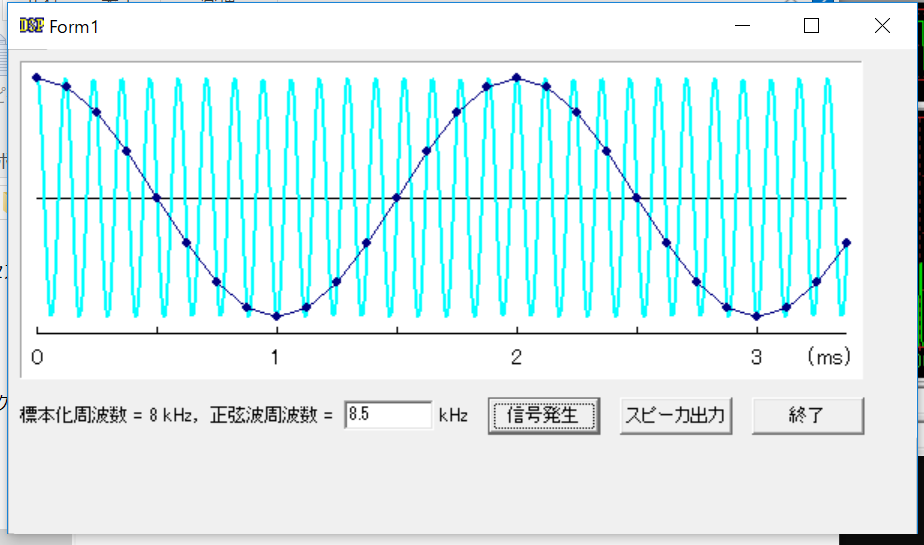 Form1
0 1 2 3 (ms)
標本化周波数 = 8 kHz, 正弦波周波数 = 8.5 kHz 信号発生 スピーカ出力 終了